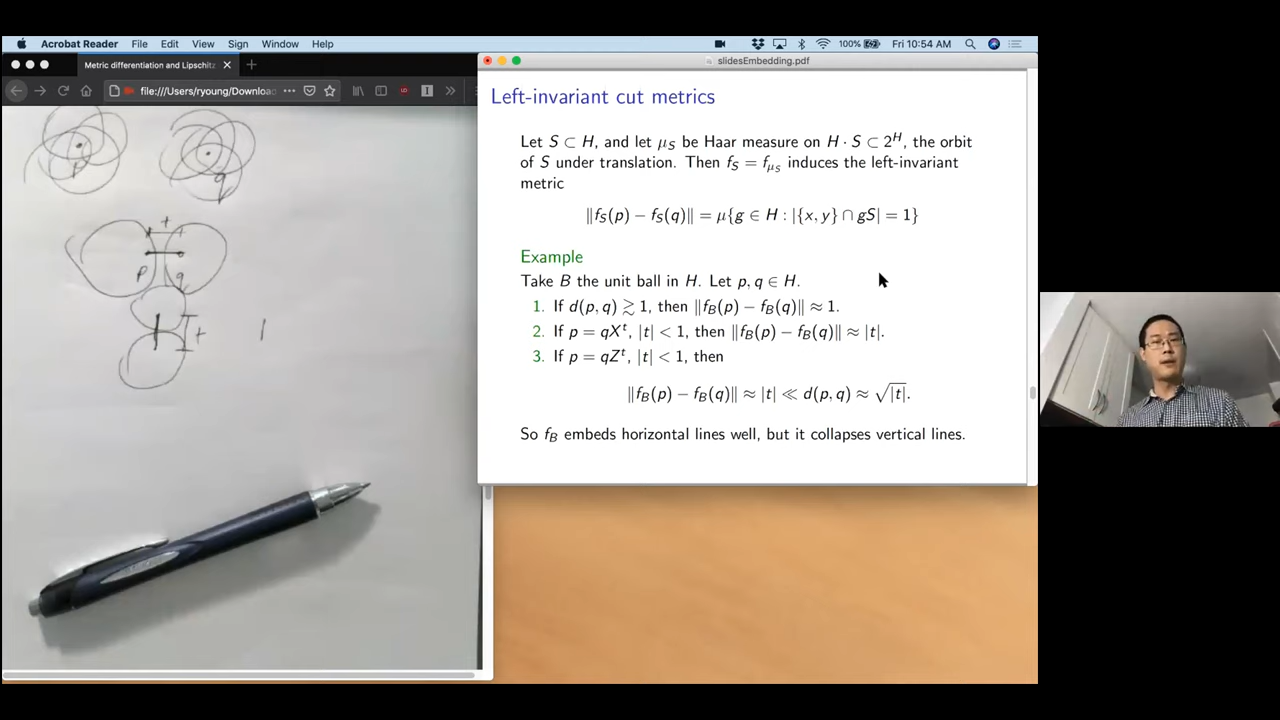 Acrobat Reader File Edit View Sign Window Help 100% Fri 10:54 AM
slidesEmbedding.pdf
Metric differentiation and Lipschitz
file:///Users/ryoung/Downloa
Left-invariant cut metrics
Let S ⊂ H, and let μ_S be Haar measure on H · S ⊂ 2^H, the orbit
of S under translation. Then f_S = f_{μ_S} induces the left-invariant
metric
‖f_S(p) − f_S(q)‖ = μ{g ∈ H : |{x, y} ∩ gS| = 1}
Example
Take B the unit ball in H. Let p, q ∈ H.
1. If d(p, q) ≳ 1, then ‖f_B(p) − f_B(q)‖ ≈ 1.
2. If p = qX^t, |t| < 1, then ‖f_B(p) − f_B(q)‖ ≈ |t|.
3. If p = qZ^t, |t| < 1, then
‖f_B(p) − f_B(q)‖ ≈ |t| ≪ d(p, q) ≈ √|t|.
So f_B embeds horizontal lines well, but it collapses vertical lines.
p
q
t
p q
t